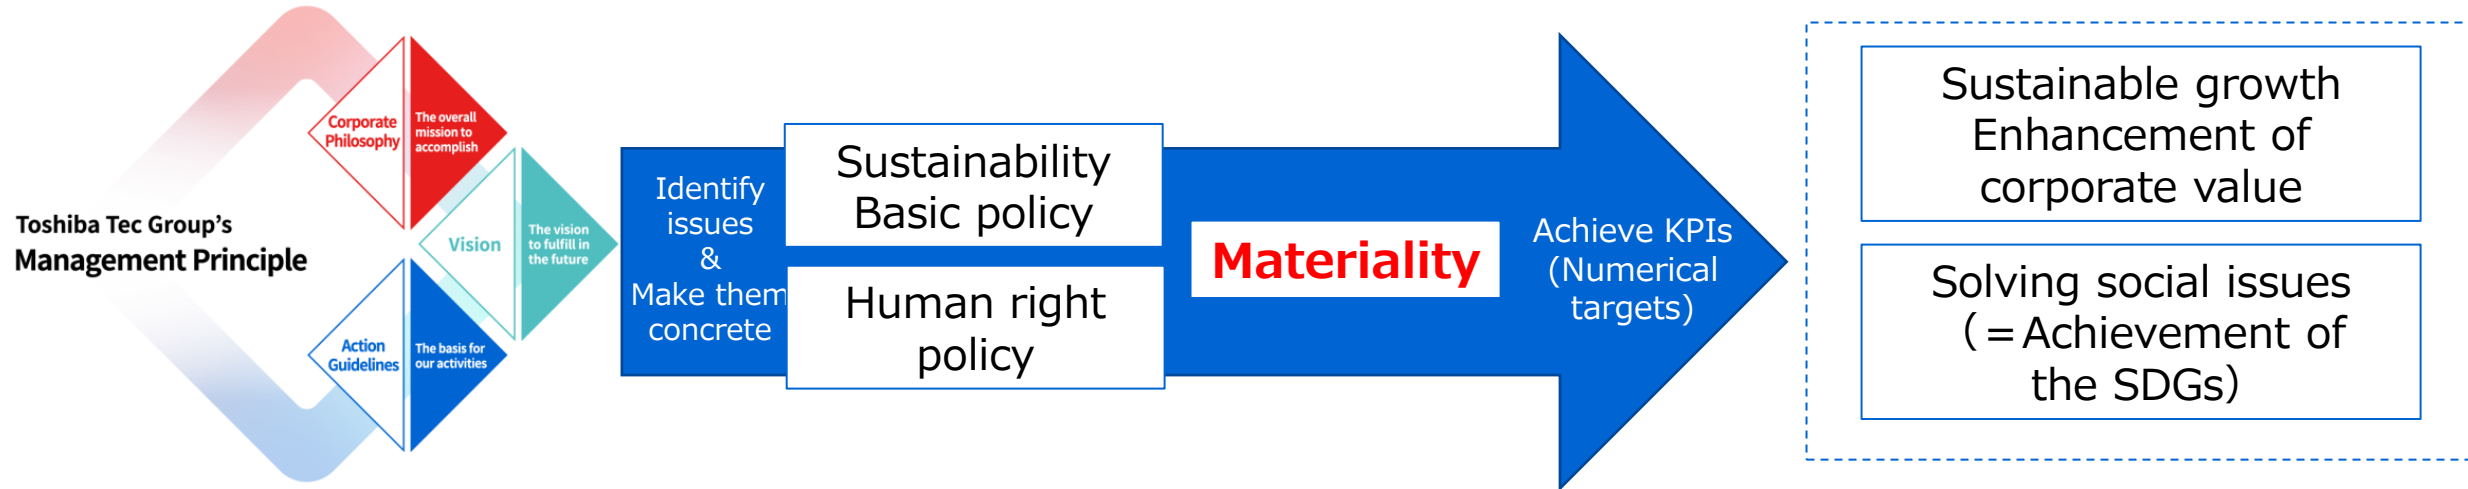 Toshiba Tec Group's
Management Principle
Corporate
Philosophy
The overall
mission to
accomplish
Vision
The vision
to fulfill in
the future
Action
Guidelines
The basis for
our activities
Identify
issues
&
Make them
concrete
Sustainability
Basic policy
Human right
policy
Materiality
Achieve KPIs
(Numerical
targets)
Sustainable growth
Enhancement of
corporate value
Solving social issues
（=Achievement of
the SDGs）